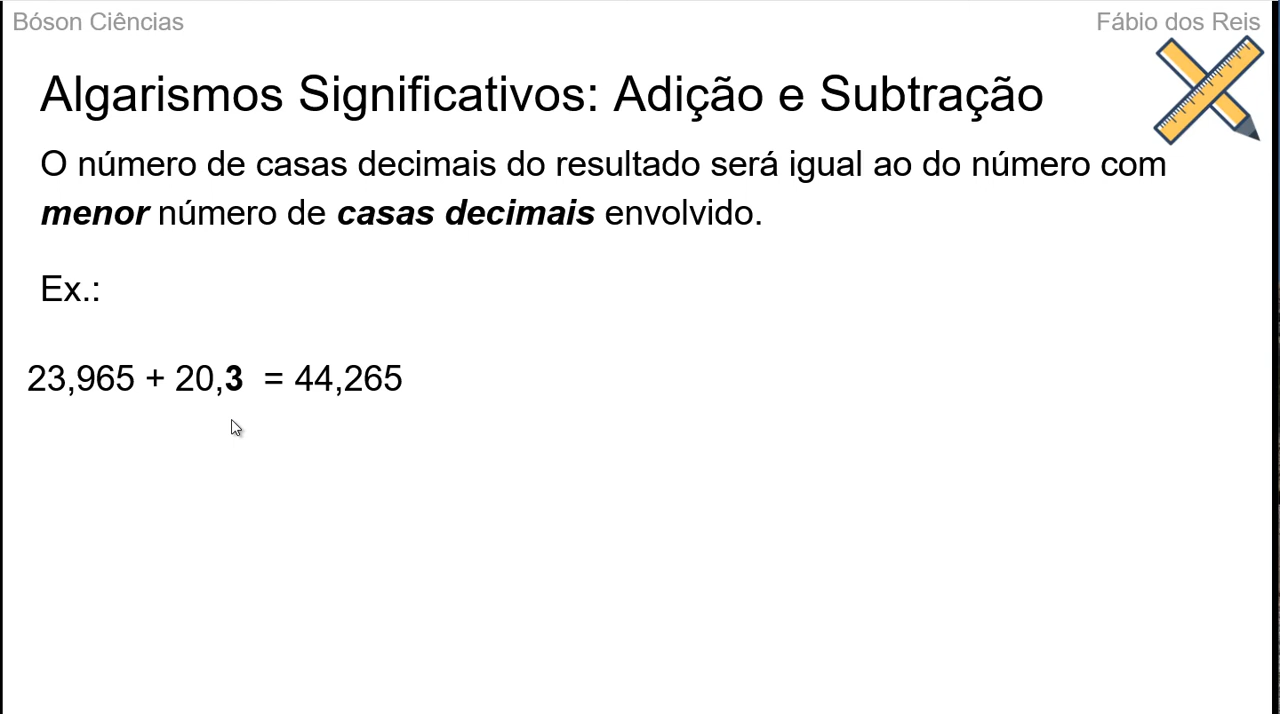 Bóson Ciências
Fábio dos Reis
Algarismos Significativos: Adição e Subtração
O número de casas decimais do resultado será igual ao do número com
menor número de casas decimais envolvido.
Ex.:
23,965 + 20,3 = 44,265